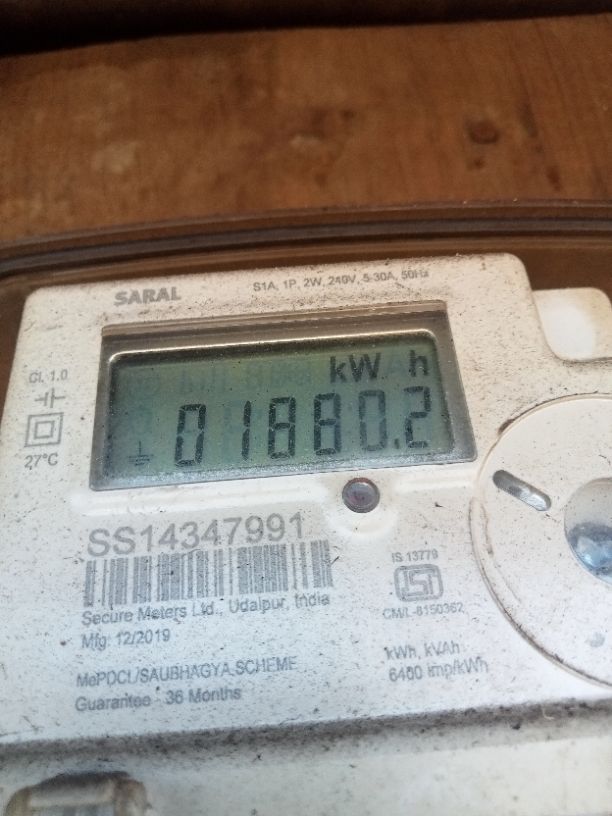 SARAL
S1A, 1P, 2W, 240V, 5-30A, 50Hz
kW h
01880.2
Cl. 1.0
27°C
SS14347991
Secure Meters Ltd., Udaipur, India
Mfg. 12/2019
MePDCL/SAUBHAGYA SCHEME
Guarantee - 36 Months
IS 13779
CM/L-8150362
kWh, kVAh
6400 imp/kWh